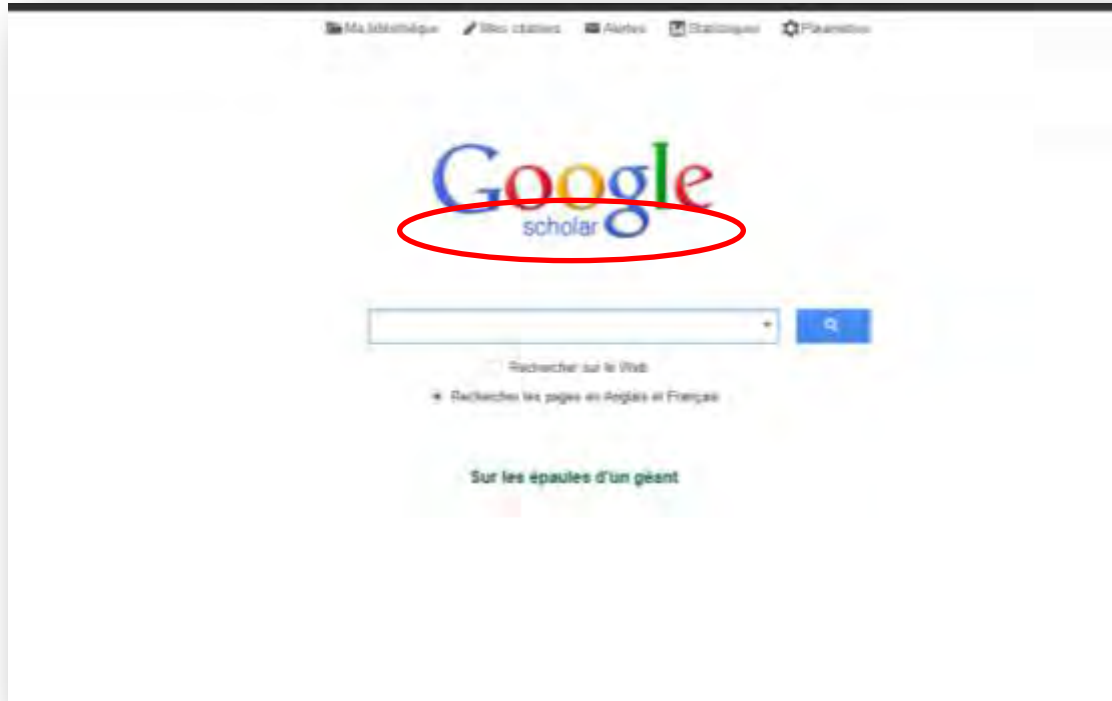 Ma bibliothèque Mes citations Alertes Statistiques Paramètres
Google
scholar
Rechercher sur le Web
Rechercher les pages en Anglais et Français
Sur les épaules d'un géant